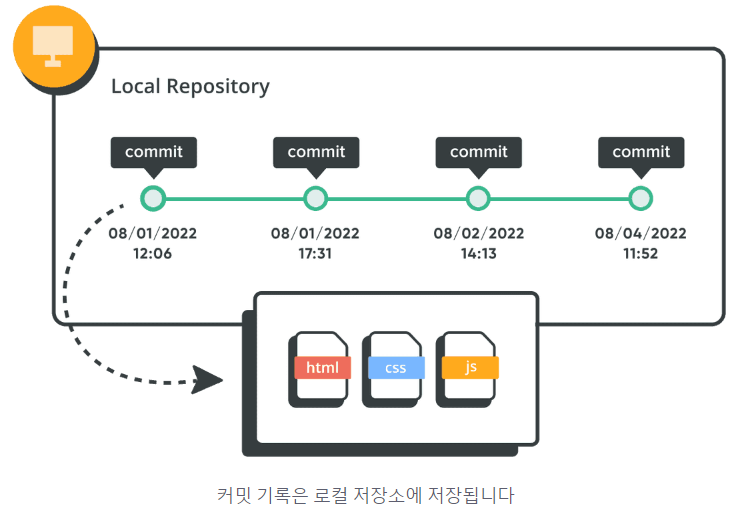 Local Repository
commit commit commit commit
08/01/2022 08/01/2022 08/02/2022 08/04/2022
12:06 17:31 14:13 11:52
html css js
커밋 기록은 로컬 저장소에 저장됩니다